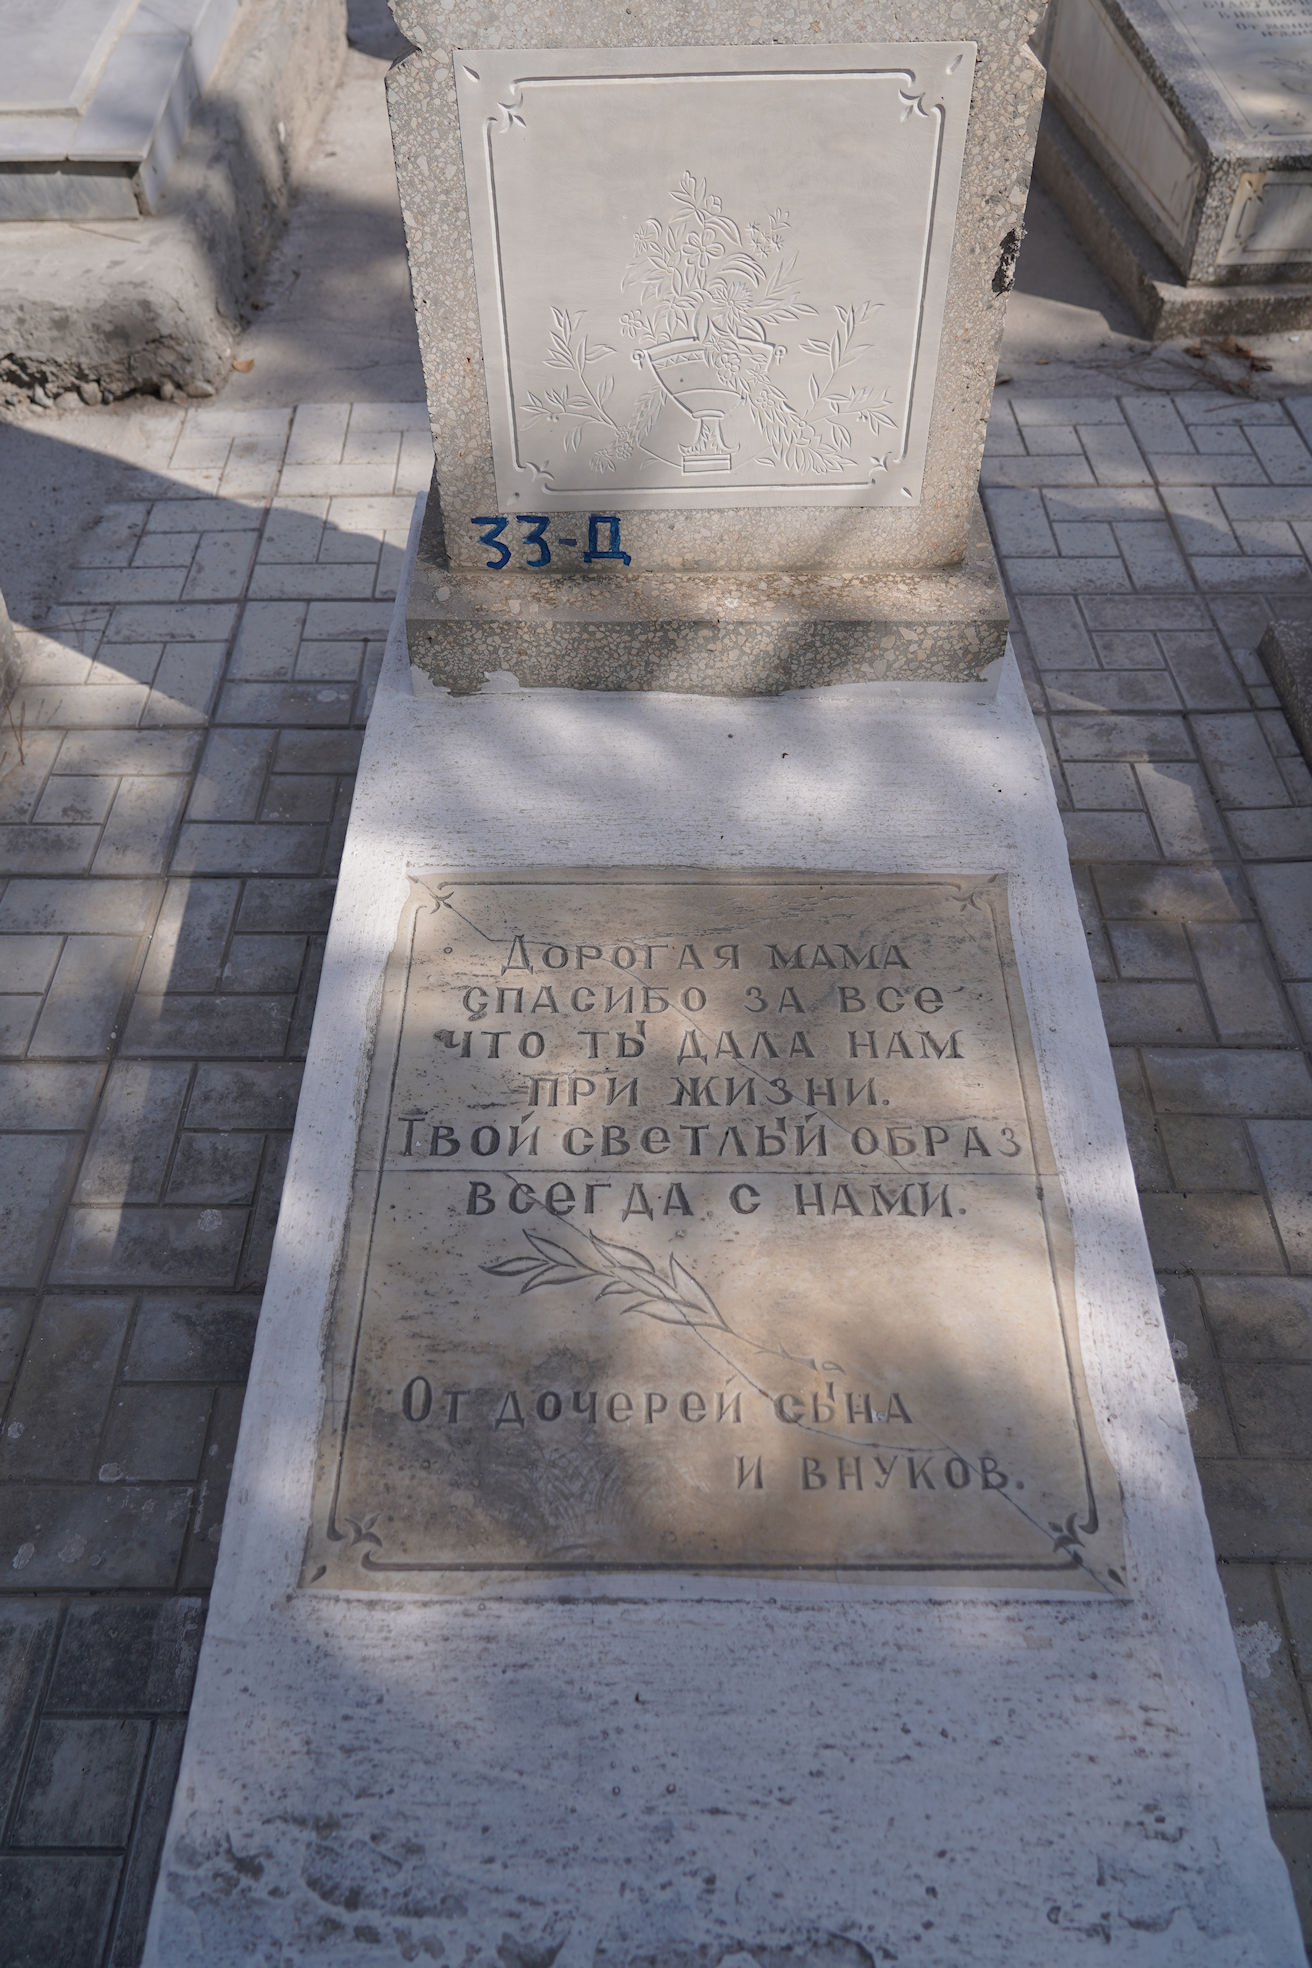 33-Д
Дорогая мама
спасибо за все
что ты дала нам
при жизни.
Твой светлый образ
всегда с нами.
От дочерей сына
и внуков.